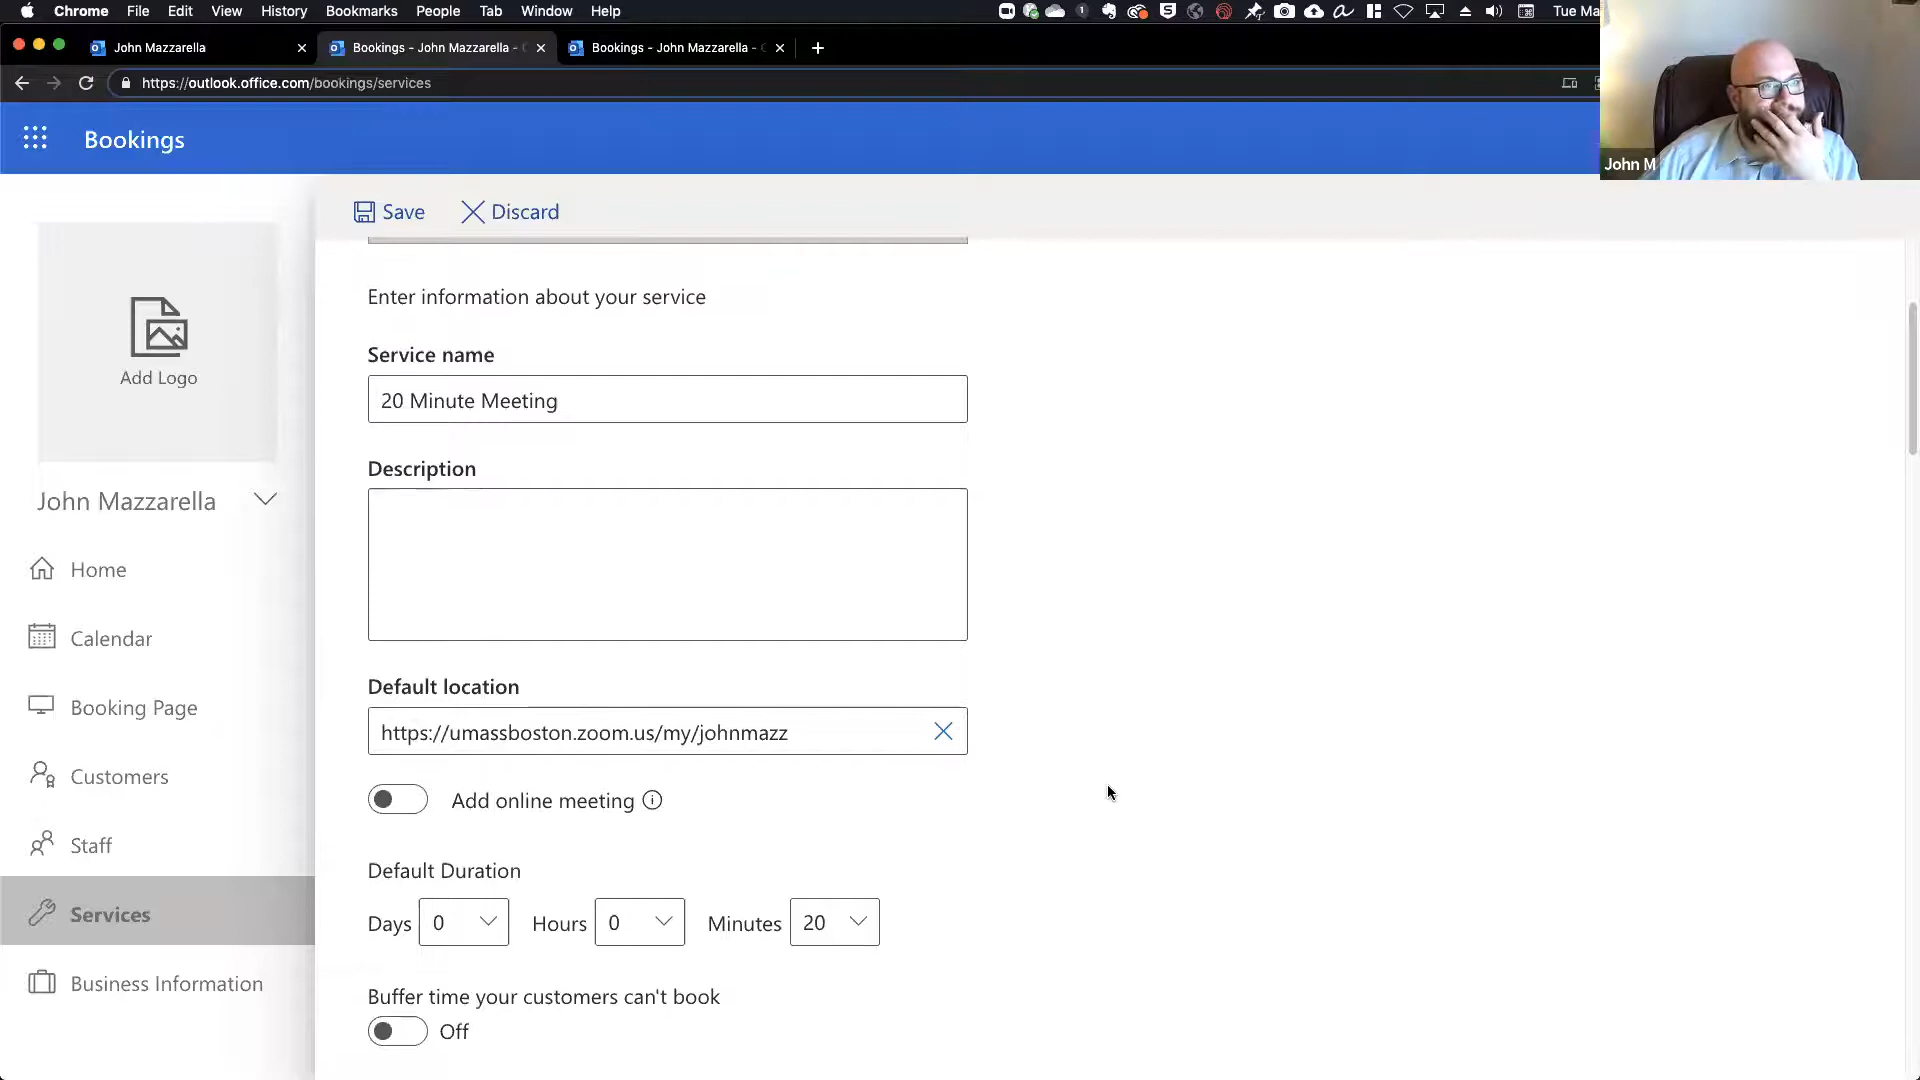 Chrome File Edit View History Bookmarks People Tab Window Help
Tue Ma
John Mazzarella
Bookings - John Mazzarella -
Bookings - John Mazzarella -
https://outlook.office.com/bookings/services
Bookings
John M
Save
Discard
Add Logo
John Mazzarella
Home
Calendar
Booking Page
Customers
Staff
Services
Business Information
Enter information about your service
Service name
20 Minute Meeting
Description
Default location
https://umassboston.zoom.us/my/johnmazz
Add online meeting
Default Duration
Days 0 Hours 0 Minutes 20
Buffer time your customers can't book
Off